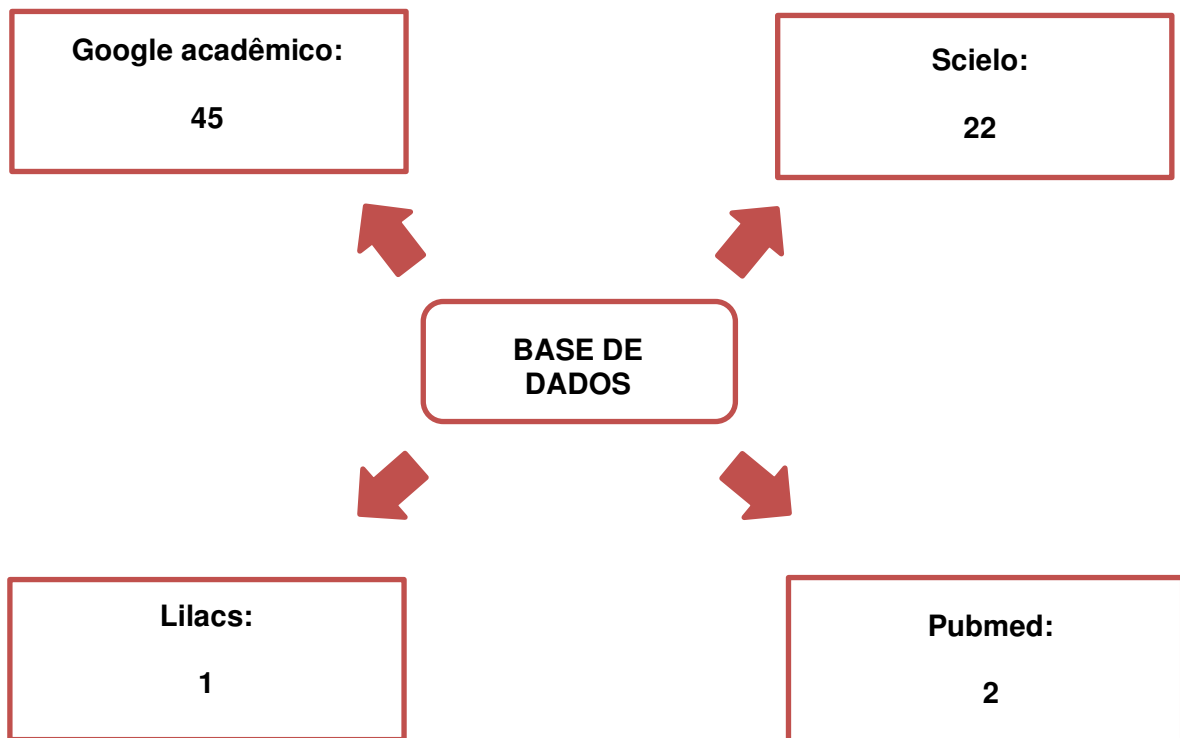 Google acadêmico:
45
Scielo:
22
BASE DE
DADOS
Lilacs:
1
Pubmed:
2